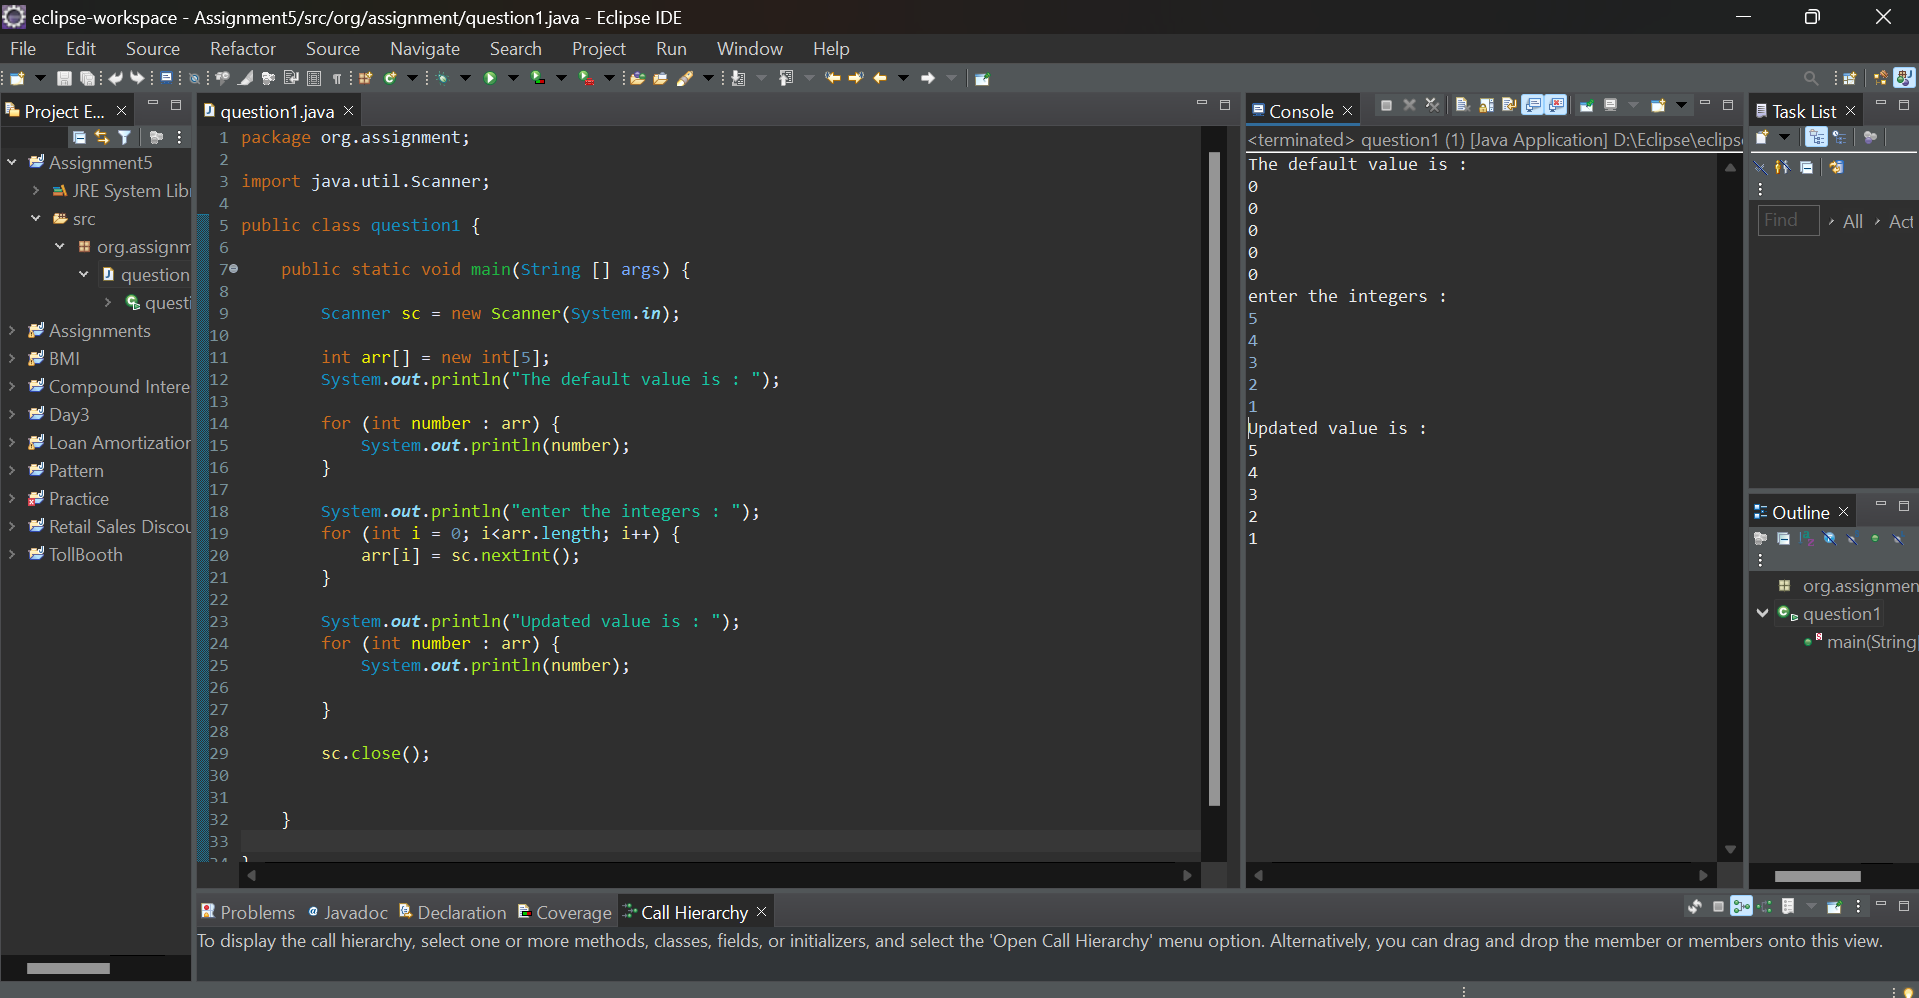 eclipse-workspace - Assignment5/src/org/assignment/question1.java - Eclipse IDE
File Edit Source Refactor Source Navigate Search Project Run Window Help
Project E...
Assignment5
JRE System Lib
src
org.assignm
question
questi
Assignments
BMI
Compound Intere
Day3
Loan Amortization
Pattern
Practice
Retail Sales Discou
TollBooth
question1.java
1 package org.assignment;
2
3 import java.util.Scanner;
4
5 public class question1 {
6
7 public static void main(String [] args) {
8
9 Scanner sc = new Scanner(System.in);
10
11 int arr[] = new int[5];
12 System.out.println("The default value is : ");
13
14 for (int number : arr) {
15 System.out.println(number);
16 }
17
18 System.out.println("enter the integers : ");
19 for (int i = 0; i<arr.length; i++) {
20 arr[i] = sc.nextInt();
21 }
22
23 System.out.println("Updated value is : ");
24 for (int number : arr) {
25 System.out.println(number);
26
27 }
28
29 sc.close();
30
31
32 }
33
34 }
Console
<terminated> question1 (1) [Java Application] D:\Eclipse\eclips
The default value is :
0
0
0
0
0
enter the integers :
5
4
3
2
1
Updated value is :
5
4
3
2
1
Task List
Find All Act
Outline
org.assignmen
question1
main(String
Problems Javadoc Declaration Coverage Call Hierarchy
To display the call hierarchy, select one or more methods, classes, fields, or initializers, and select the 'Open Call Hierarchy' menu option. Alternatively, you can drag and drop the member or members onto this view.